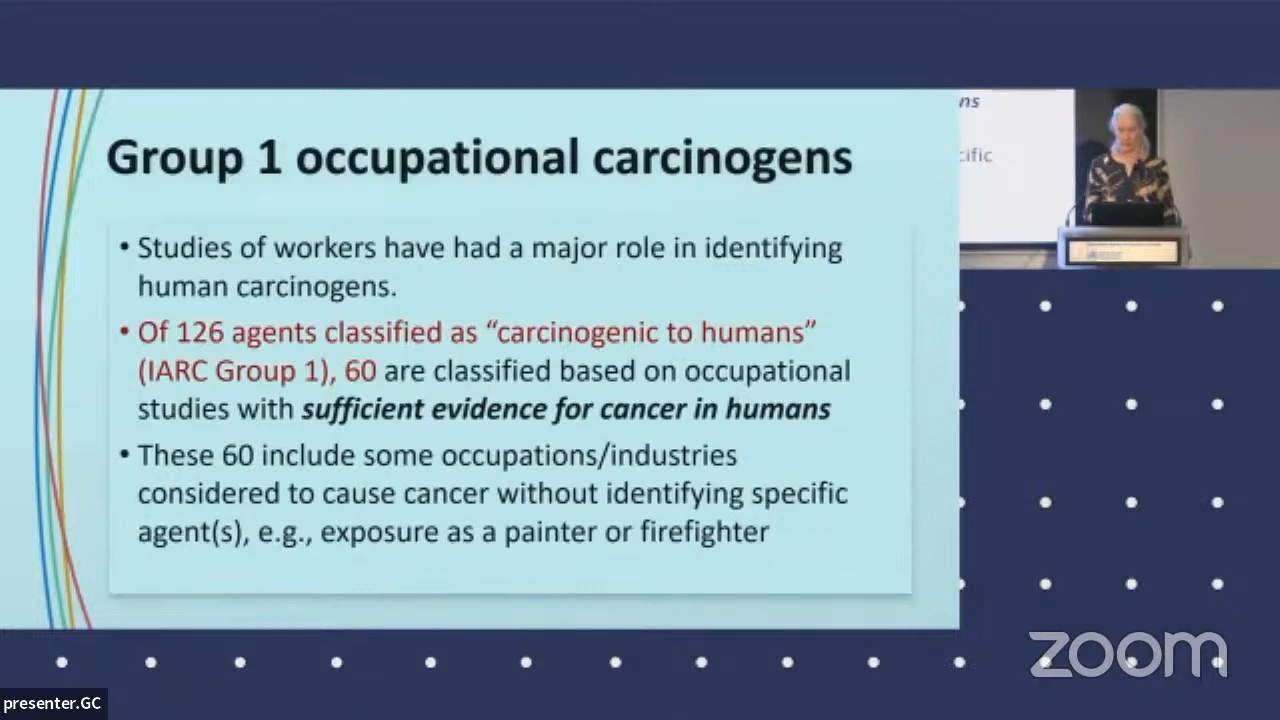 Group 1 occupational carcinogens
• Studies of workers have had a major role in identifying
human carcinogens.
• Of 126 agents classified as “carcinogenic to humans”
(IARC Group 1), 60 are classified based on occupational
studies with sufficient evidence for cancer in humans
• These 60 include some occupations/industries
considered to cause cancer without identifying specific
agent(s), e.g., exposure as a painter or firefighter
ns
cific
zoom
presenter.GC